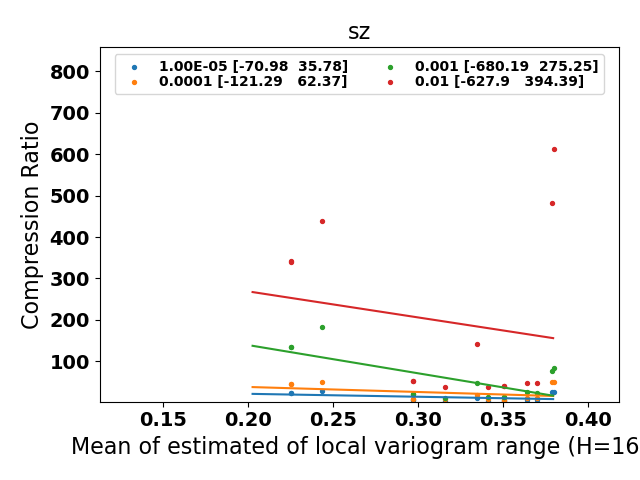 sz
1.00E-05 [-70.98  35.78]
0.0001 [-121.29   62.37]
0.001 [-680.19  275.25]
0.01 [-627.9   394.39]
Compression Ratio
800
700
600
500
400
300
200
100
0.15 0.20 0.25 0.30 0.35 0.40
Mean of estimated of local variogram range (H=16